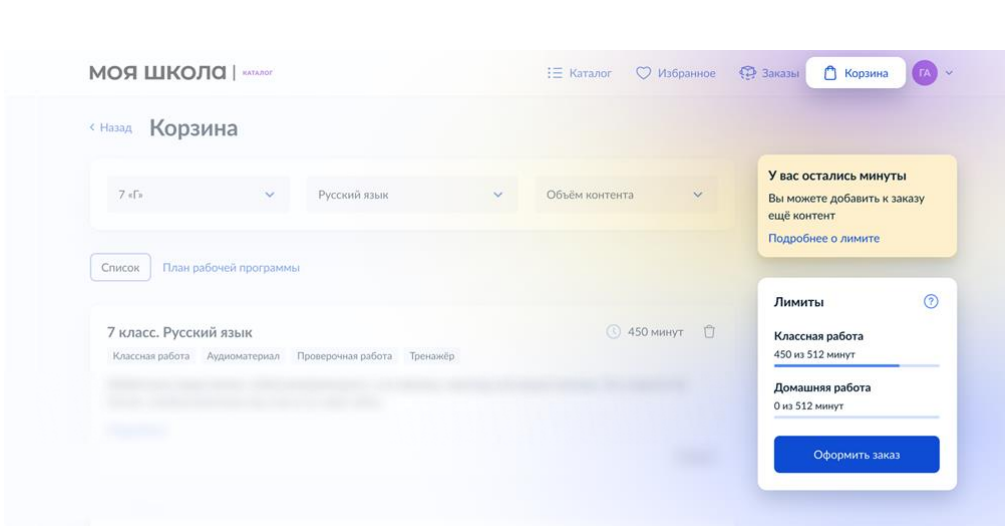 МОЯ ШКОЛА | КАТАЛОГ
Каталог
Избранное
Заказы
Корзина
ГА
Назад
Корзина
7 «Г»
Русский язык
Объём контента
У вас остались минуты
Вы можете добавить к заказу
ещё контент
Подробнее о лимите
Список
План рабочей программы
Лимиты
?
7 класс. Русский язык
450 минут
Классная работа
Аудиоматериал
Проверочная работа
Тренажёр
Классная работа
450 из 512 минут
Домашняя работа
0 из 512 минут
Оформить заказ